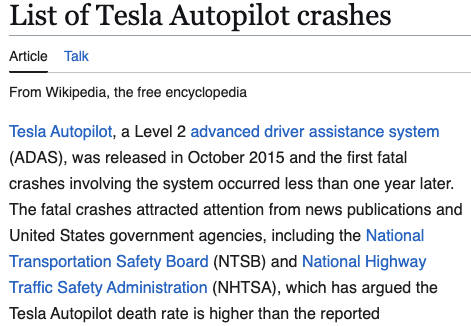 List of Tesla Autopilot crashes
Article Talk
From Wikipedia, the free encyclopedia
Tesla Autopilot, a Level 2 advanced driver assistance system
(ADAS), was released in October 2015 and the first fatal
crashes involving the system occurred less than one year later.
The fatal crashes attracted attention from news publications and
United States government agencies, including the National
Transportation Safety Board (NTSB) and National Highway
Traffic Safety Administration (NHTSA), which has argued the
Tesla Autopilot death rate is higher than the reported